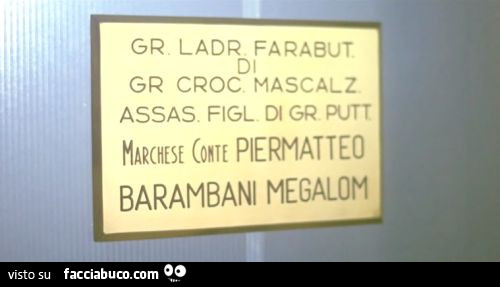 GR. LADR. FARABUT.
DI
GR CROC. MASCALZ.
ASSAS. FIGL. DI GR. PUTT.
MARCHESE CONTE PIERMATTEO
BARAMBANI MEGALOM
visto su facciabuco.com